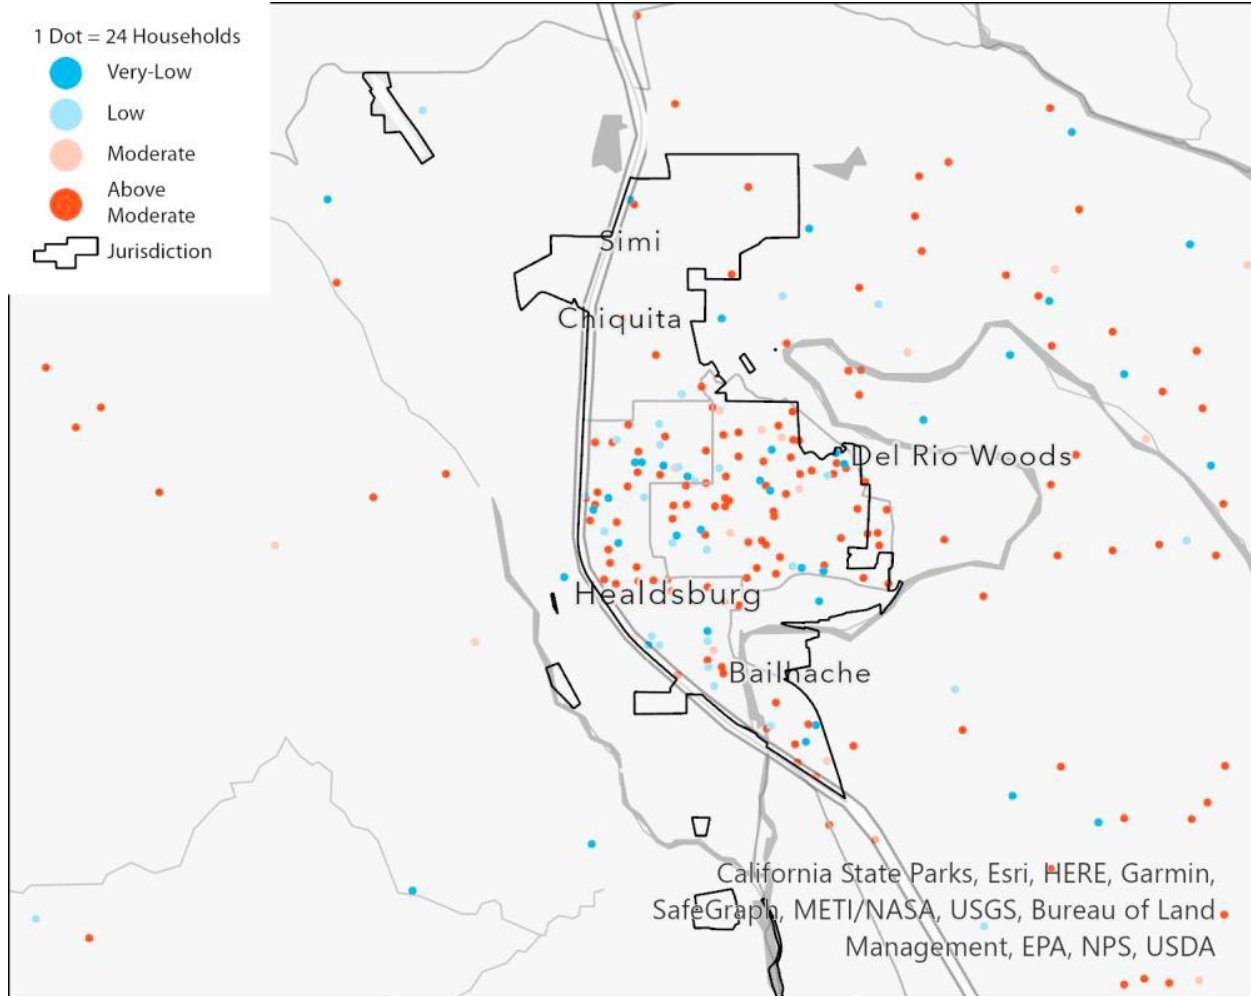 1 Dot = 24 Households
Very-Low
Low
Moderate
Above
Moderate
Jurisdiction
Simi
Chiquita
Del Rio Woods
Healdsburg
Bailhache
California State Parks, Esri, HERE, Garmin,
SafeGraph, METI/NASA, USGS, Bureau of Land
Management, EPA, NPS, USDA